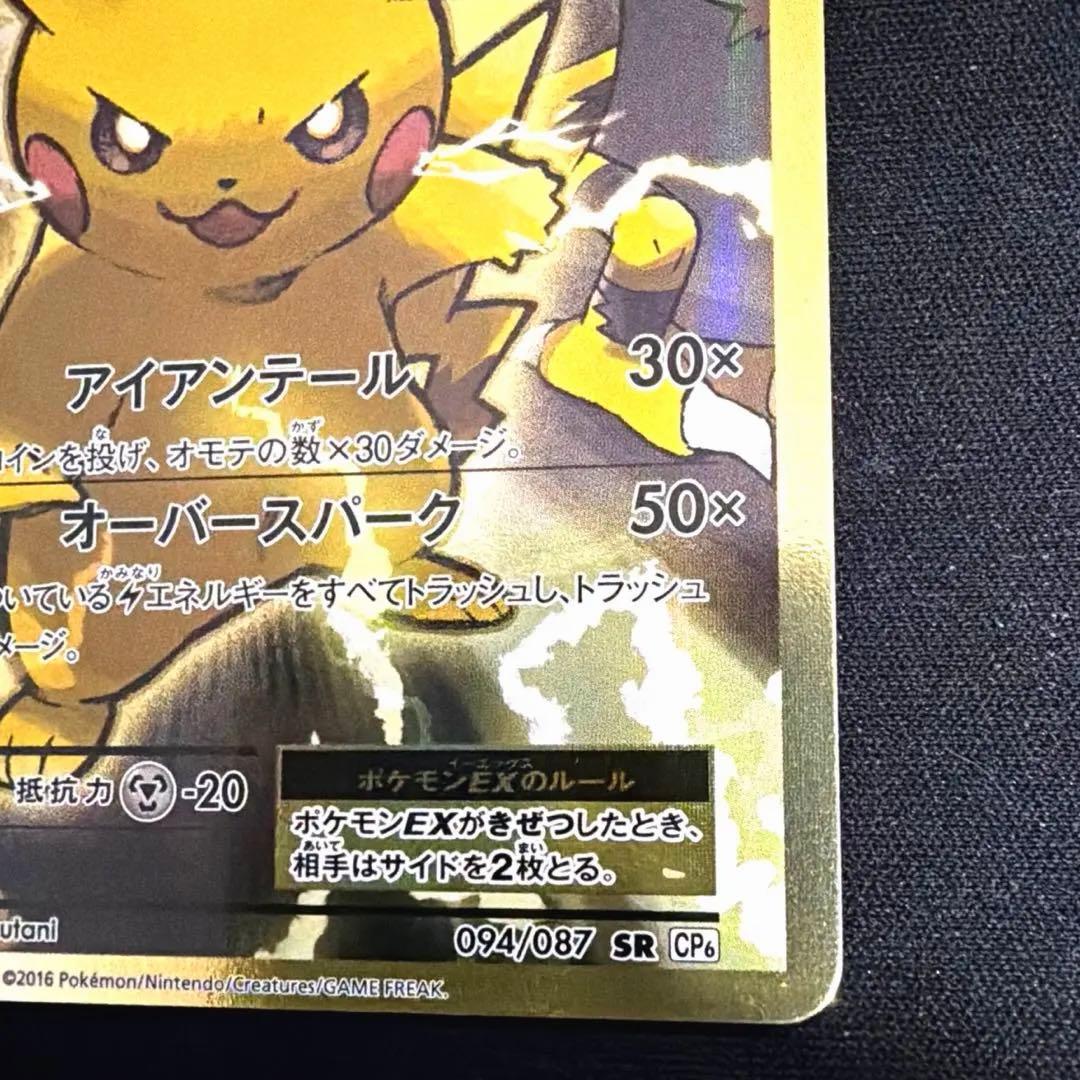 アイアンテール 30×
コインを投げ、オモテの数×30ダメージ。
オーバースパーク 50×
ついているエネルギーをすべてトラッシュし、トラッシュ
メージ。
抵抗力 -20
ポケモンEXのルール
ポケモンEXがきぜつしたとき、
相手はサイドを2枚とる。
utani
094/087 SR CP6
©2016 Pokémon/Nintendo/Creatures/GAME FREAK.